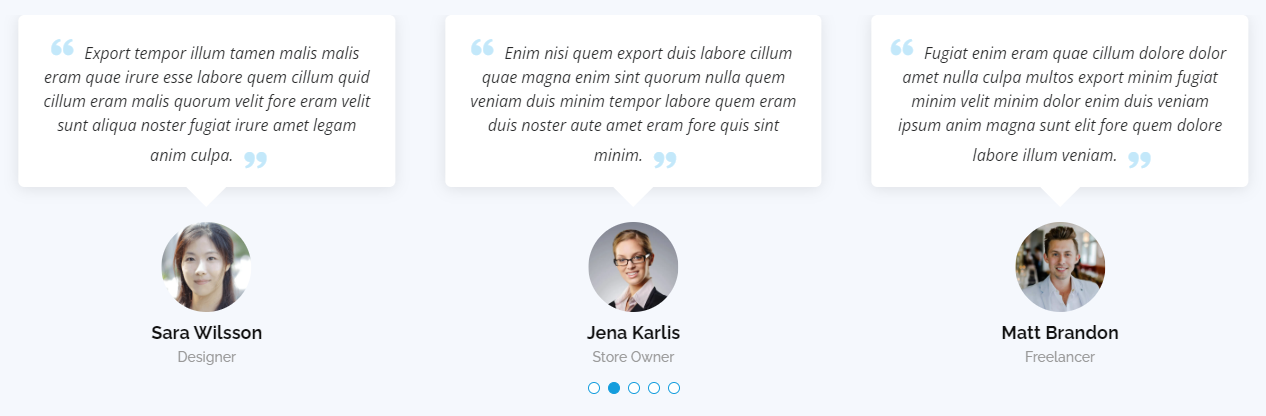 “ Export tempor illum tamen malis malis
eram quae irure esse labore quem cillum quid
cillum eram malis quorum velit fore eram velit
sunt aliqua noster fugiat irure amet legam
anim culpa. ”
Sara Wilsson
Designer
“ Enim nisi quem export duis labore cillum
quae magna enim sint quorum nulla quem
veniam duis minim tempor labore quem eram
duis noster aute amet eram fore quis sint
minim. ”
Jena Karlis
Store Owner
“ Fugiat enim eram quae cillum dolore dolor
amet nulla culpa multos export minim fugiat
minim velit minim dolor enim duis veniam
ipsum anim magna sunt elit fore quem dolore
labore illum veniam. ”
Matt Brandon
Freelancer